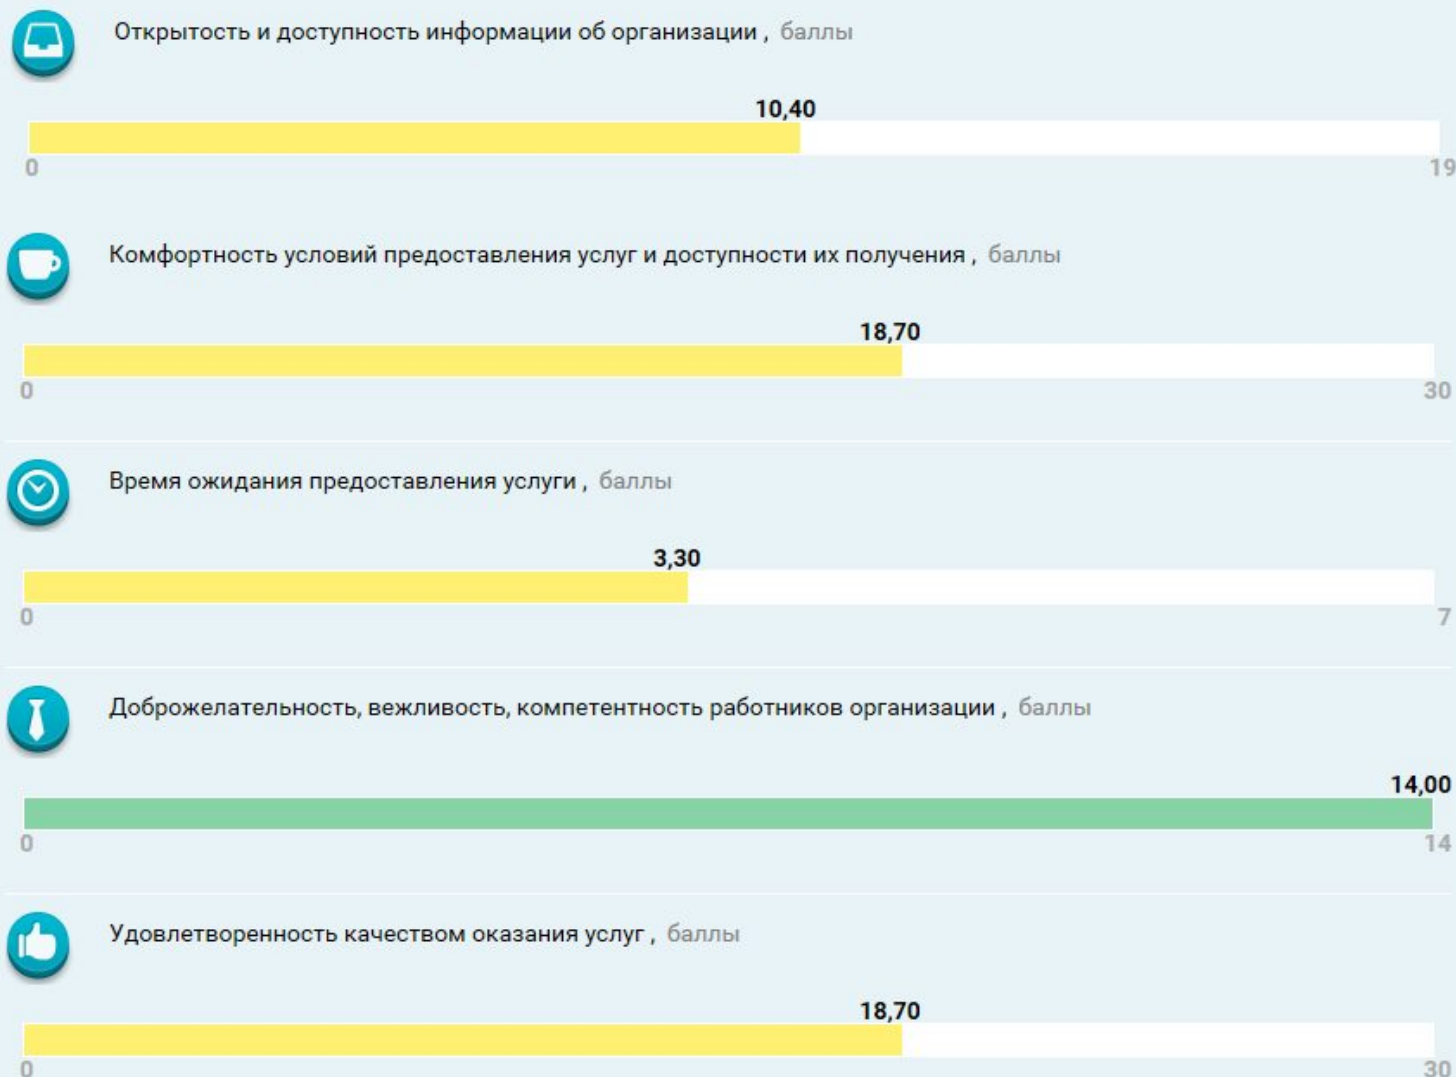 Открытость и доступность информации об организации , баллы
10,40
0 19
Комфортность условий предоставления услуг и доступности их получения , баллы
18,70
0 30
Время ожидания предоставления услуги , баллы
3,30
0 7
Доброжелательность, вежливость, компетентность работников организации , баллы
14,00
0 14
Удовлетворенность качеством оказания услуг , баллы
18,70
0 30